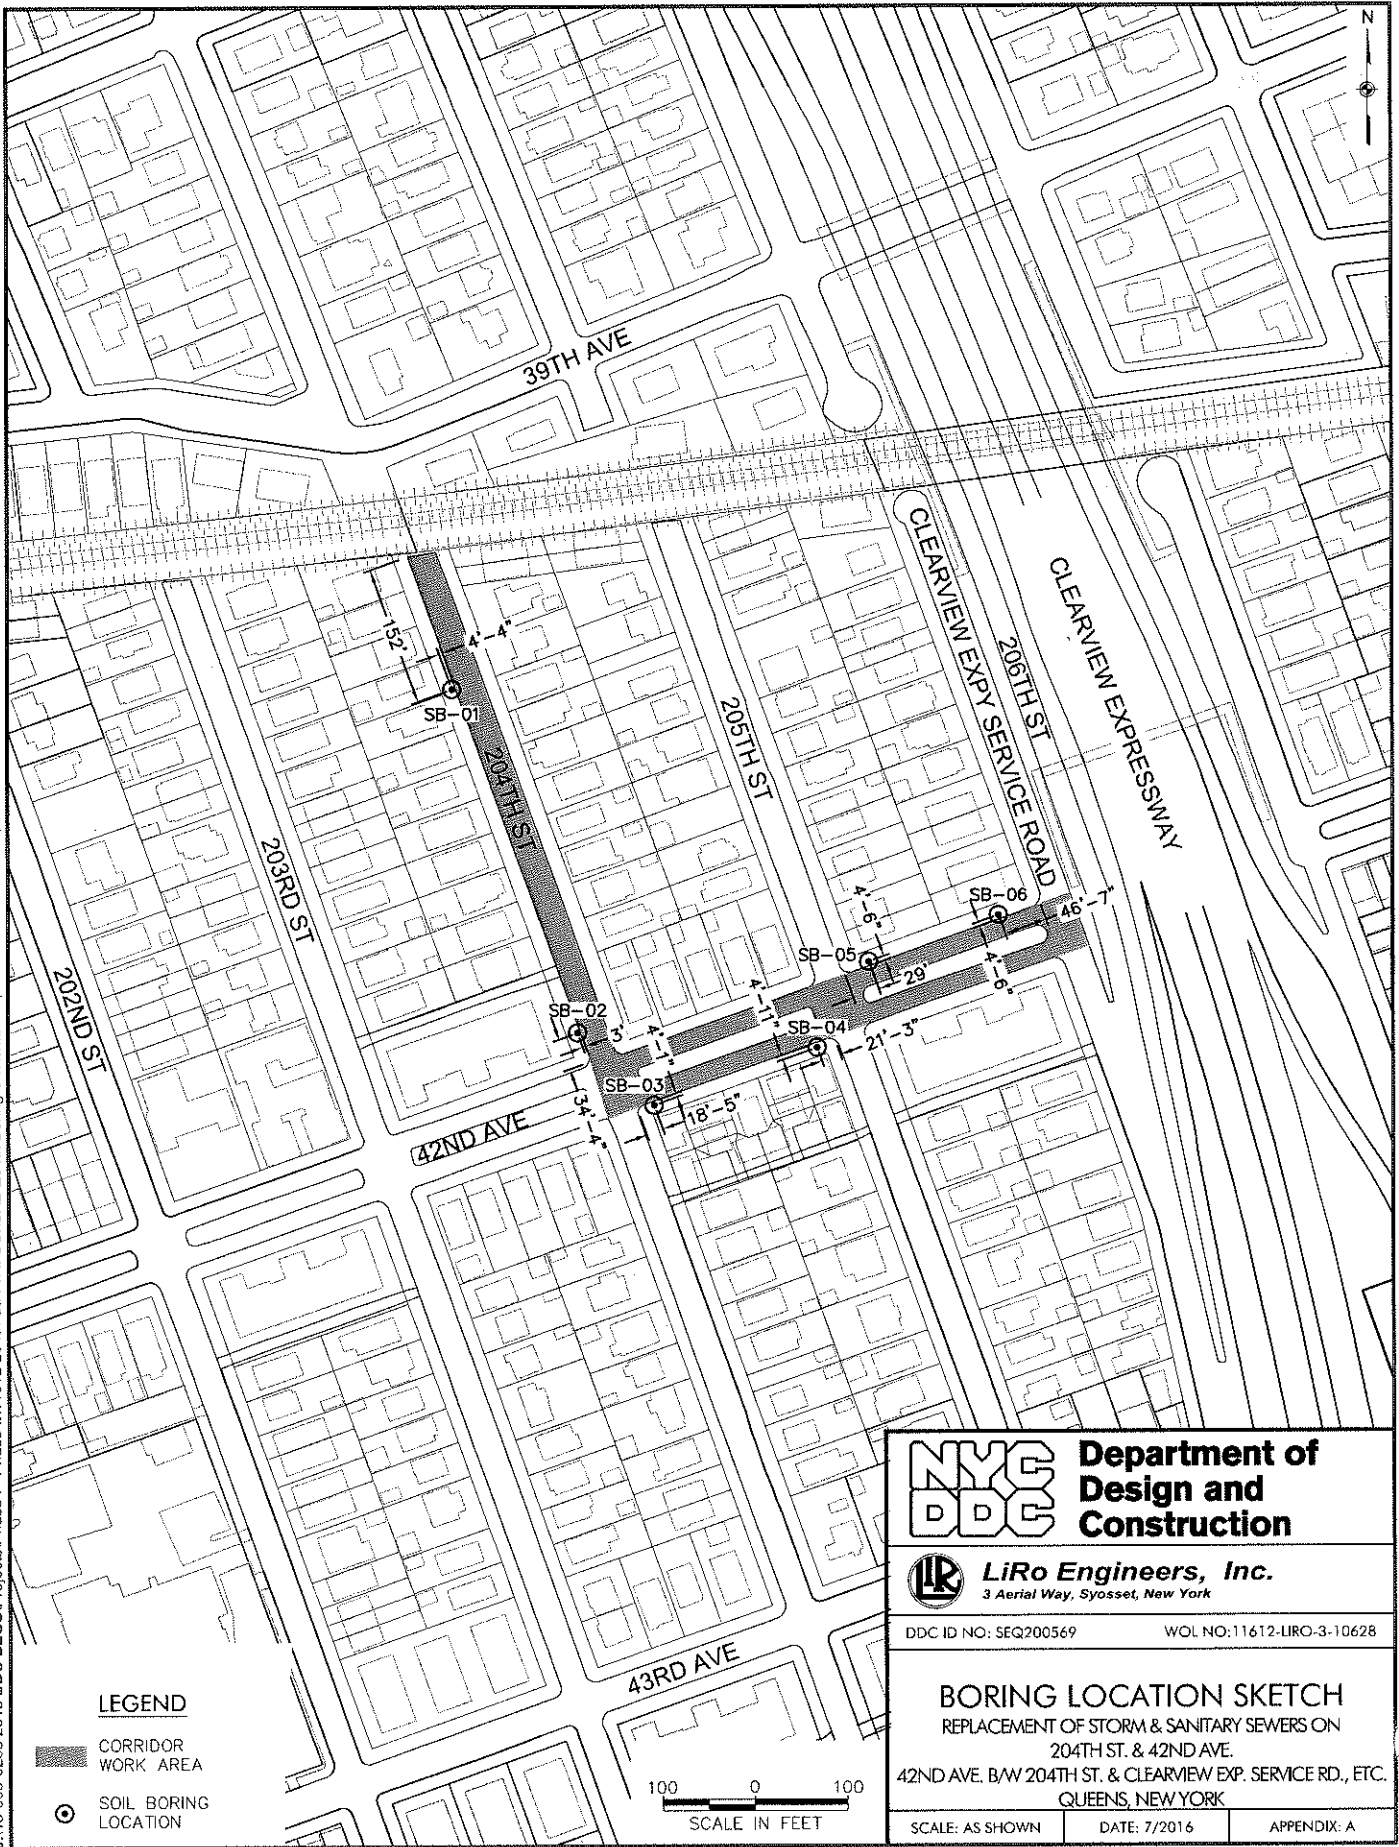 N
39TH AVE
CLEARVIEW EXPY SERVICE ROAD
206TH ST
CLEARVIEW EXPRESSWAY
152'
4'-4"
SB-01
204TH ST
205TH ST
203RD ST
202ND ST
SB-06
46'-7"
4'-6"
SB-05
29'
4'-6"
4'-11"
SB-04
21'-3"
SB-02
3'
4'-1"
SB-03
18'-5"
34'-4"
42ND AVE
43RD AVE
LEGEND
CORRIDOR
WORK AREA
SOIL BORING
LOCATION
100 0 100
SCALE IN FEET
NYC
DDC
Department of
Design and
Construction
LiRo Engineers, Inc.
3 Aerial Way, Syosset, New York
DDC ID NO: SEQ200569
WOL NO:11612-LIRO-3-10628
BORING LOCATION SKETCH
REPLACEMENT OF STORM & SANITARY SEWERS ON
204TH ST. & 42ND AVE.
42ND AVE. B/W 204TH ST. & CLEARVIEW EXP. SERVICE RD., ETC.
QUEENS, NEW YORK
SCALE: AS SHOWN
DATE: 7/2016
APPENDIX: A